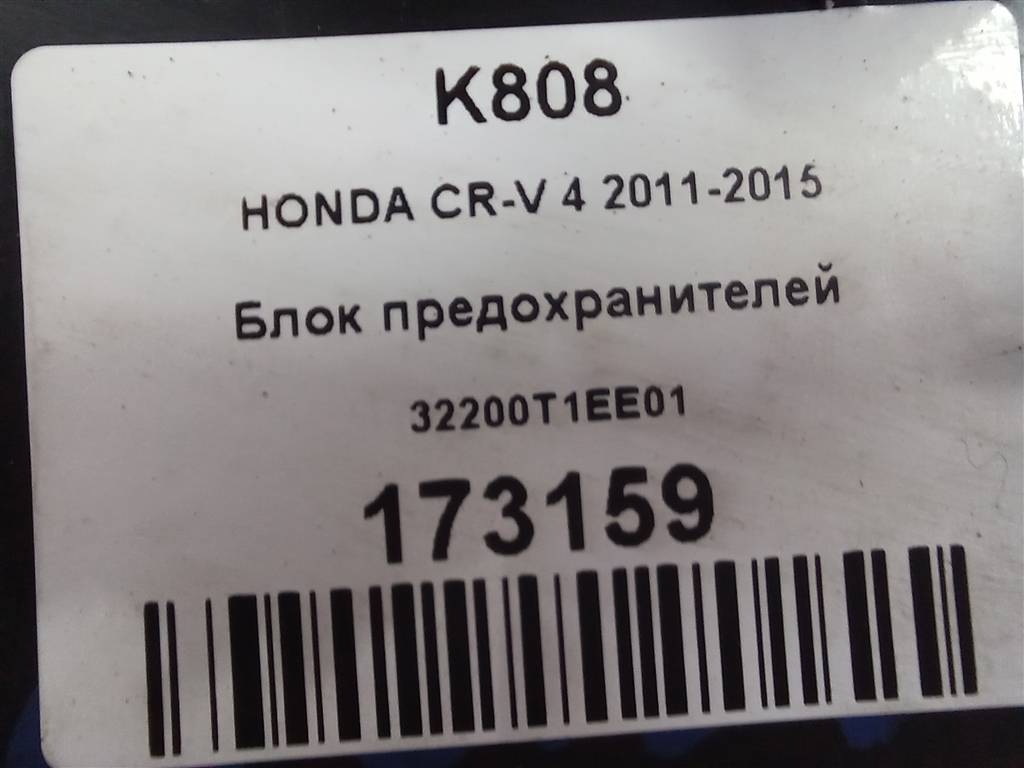 K808
HONDA CR-V 4 2011-2015
Блок предохранителей
32200T1EE01
173159